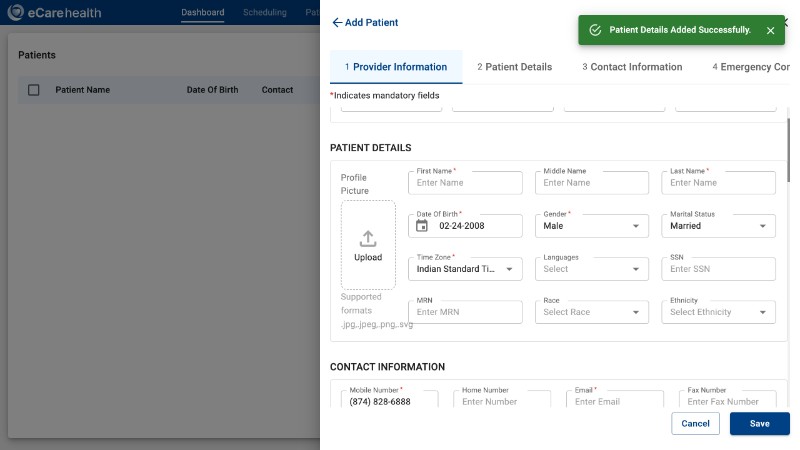 eCarehealth
Dashboard
Scheduling
Pat
Add Patient
Patient Details Added Successfully.
Patients
1 Provider Information
2 Patient Details
3 Contact Information
4 Emergency Con
Patient Name
Date Of Birth
Contact
*Indicates mandatory fields
PATIENT DETAILS
Profile
Picture
Upload
Supported
formats
.jpg,.jpeg,.png,.svg
First Name *
Enter Name
Middle Name
Enter Name
Last Name *
Enter Name
Date Of Birth *
02-24-2008
Gender *
Male
Marital Status
Married
Time Zone *
Indian Standard Ti...
Languages
Select
SSN
Enter SSN
MRN
Enter MRN
Race
Select Race
Ethnicity
Select Ethnicity
CONTACT INFORMATION
Mobile Number *
(874) 828-6888
Home Number
Enter Number
Email *
Enter Email
Fax Number
Enter Fax Number
Cancel
Save